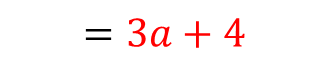 = 3a + 4